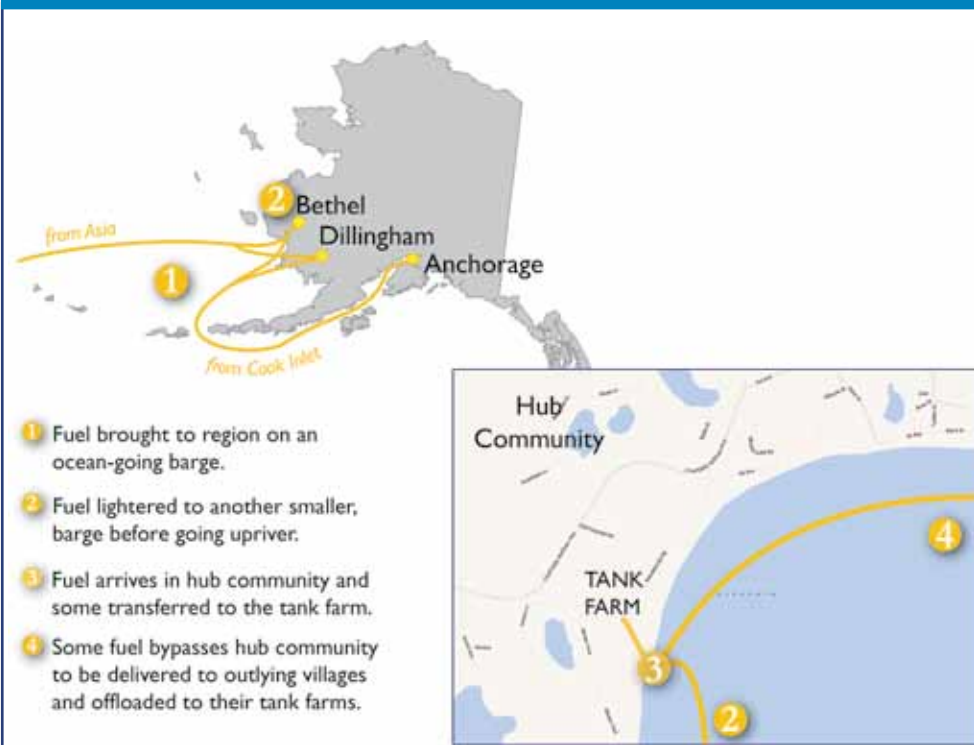 2 Bethel
Dillingham
Anchorage
from Asia
1
from Cook Inlet
1 Fuel brought to region on an
ocean-going barge.
2 Fuel lightered to another smaller,
barge before going upriver.
3 Fuel arrives in hub community and
some transferred to the tank farm.
4 Some fuel bypasses hub community
to be delivered to outlying villages
and offloaded to their tank farms.
Hub
Community
4
TANK
FARM
3
2